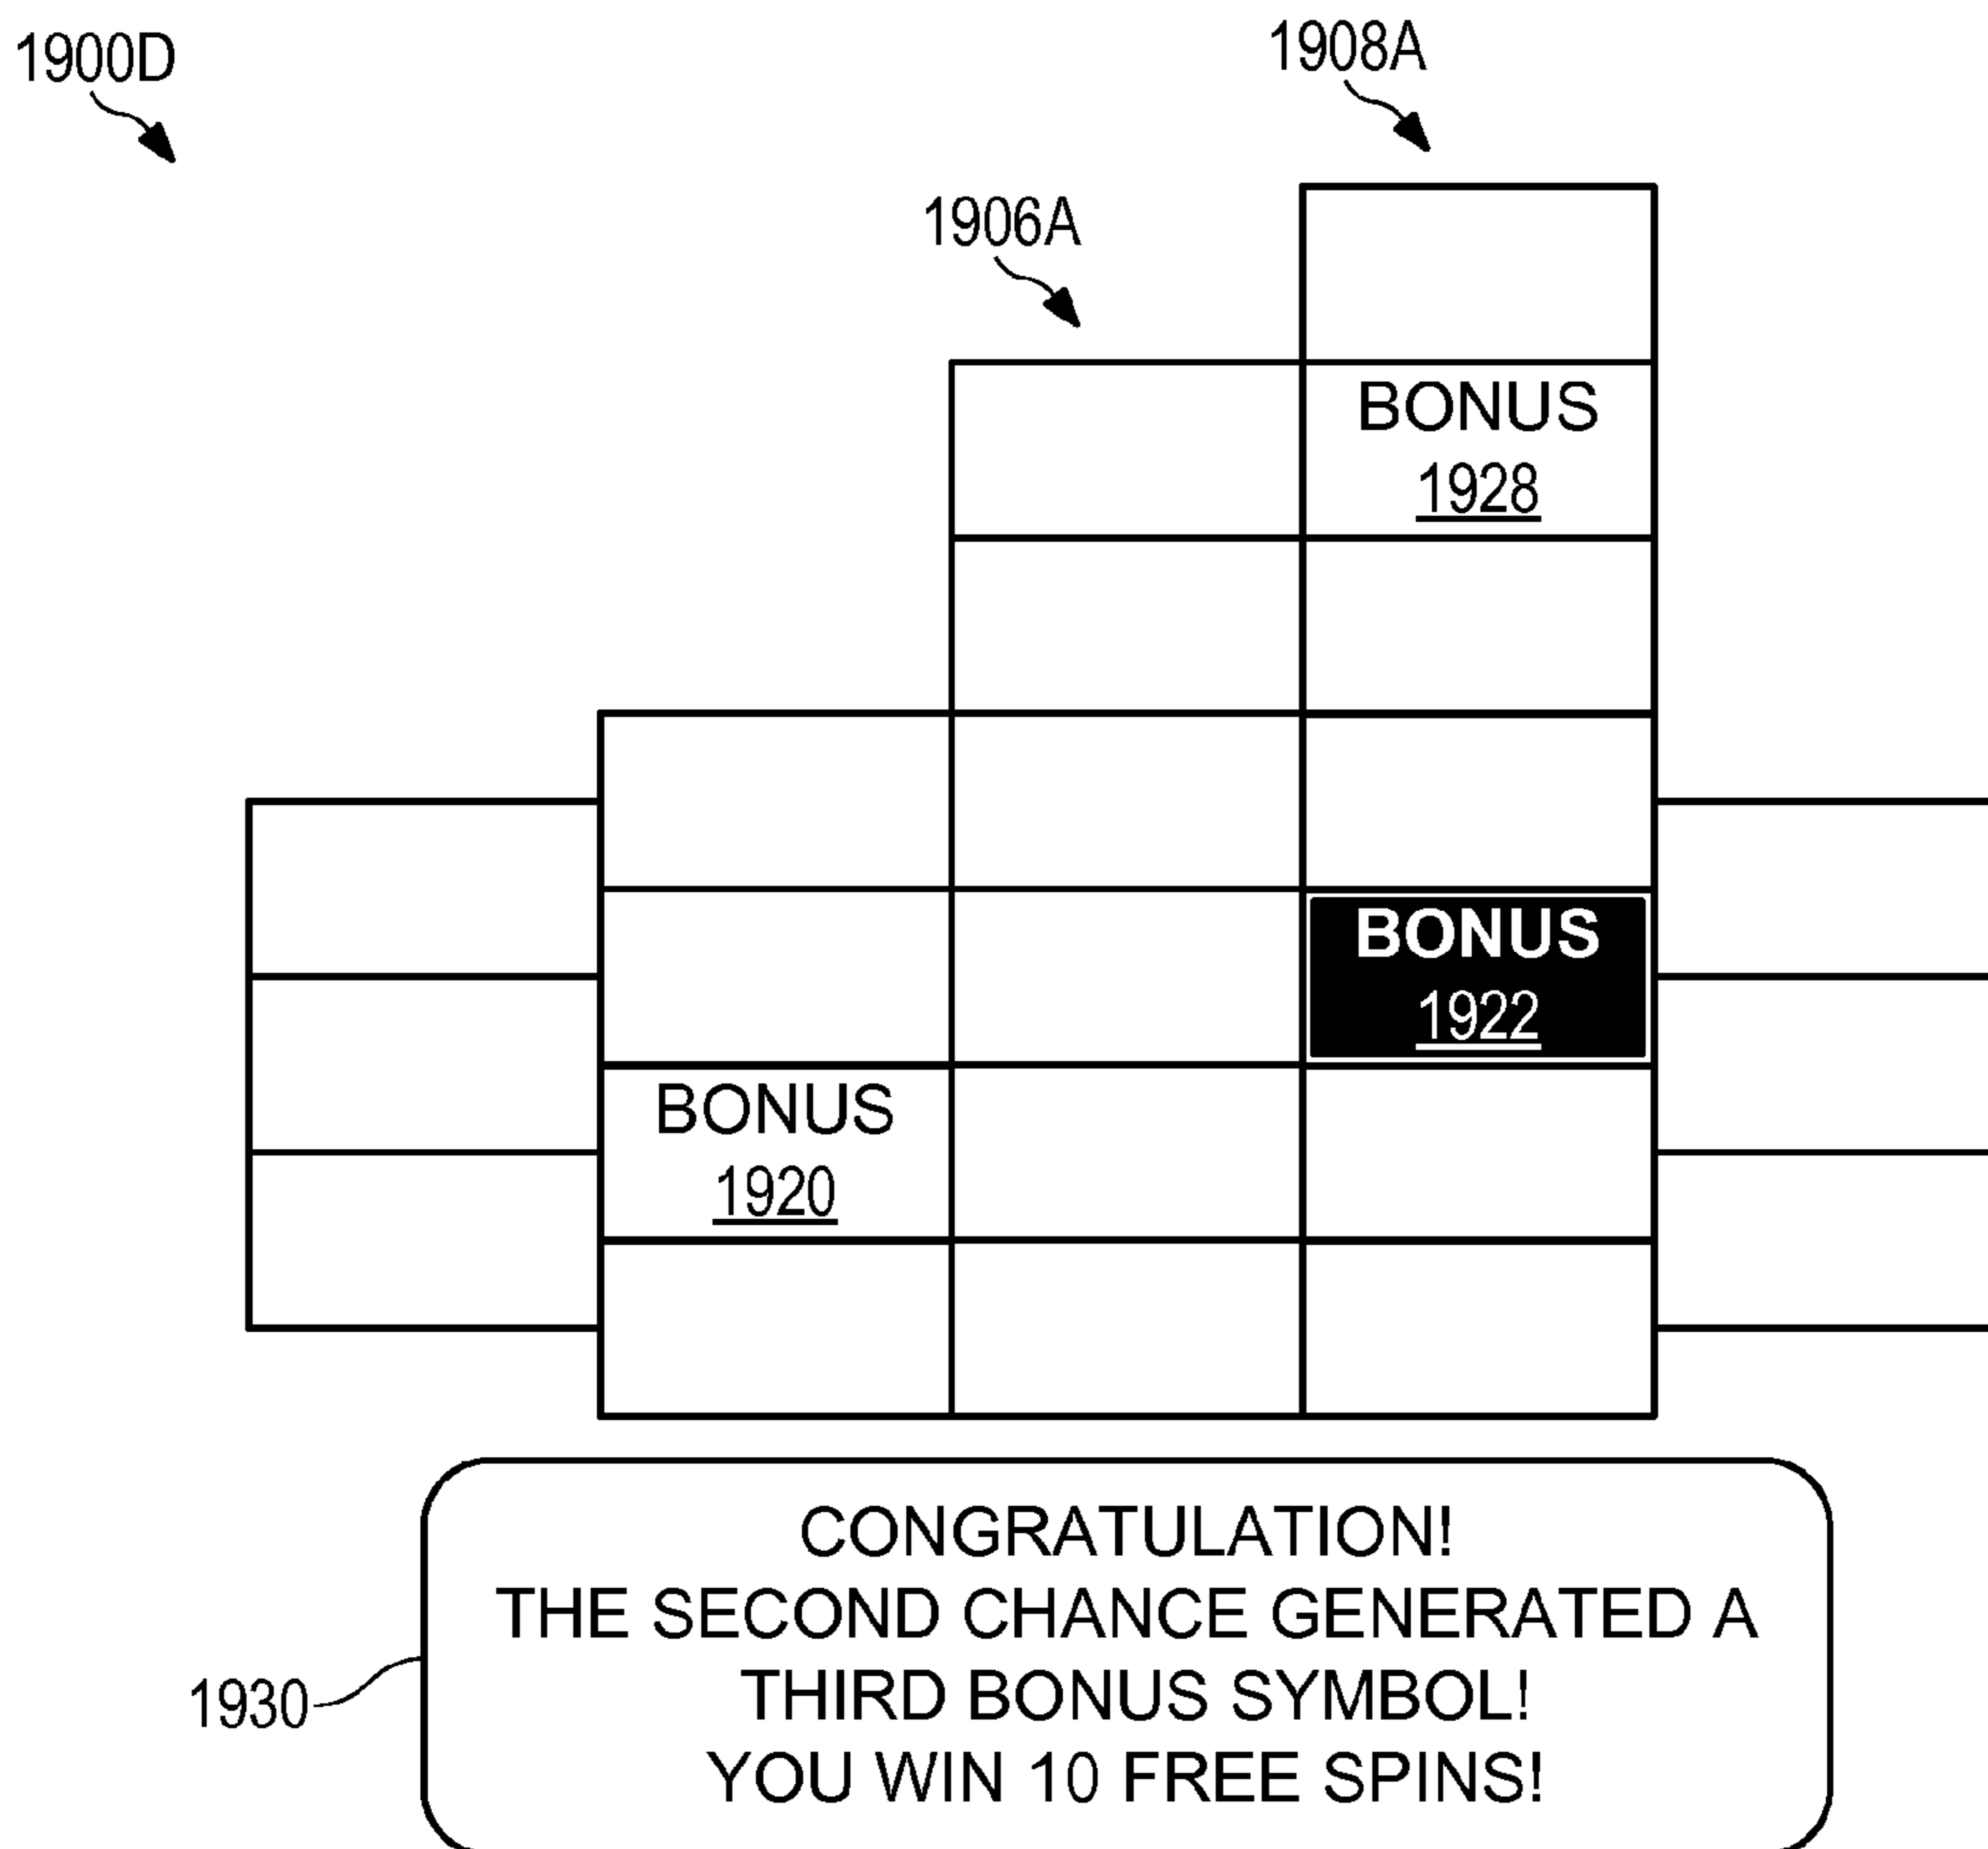 1900D
1908A
1906A
BONUS
1928
BONUS
1922
BONUS
1920
CONGRATULATION!
THE SECOND CHANCE GENERATED A
THIRD BONUS SYMBOL!
YOU WIN 10 FREE SPINS!
1930